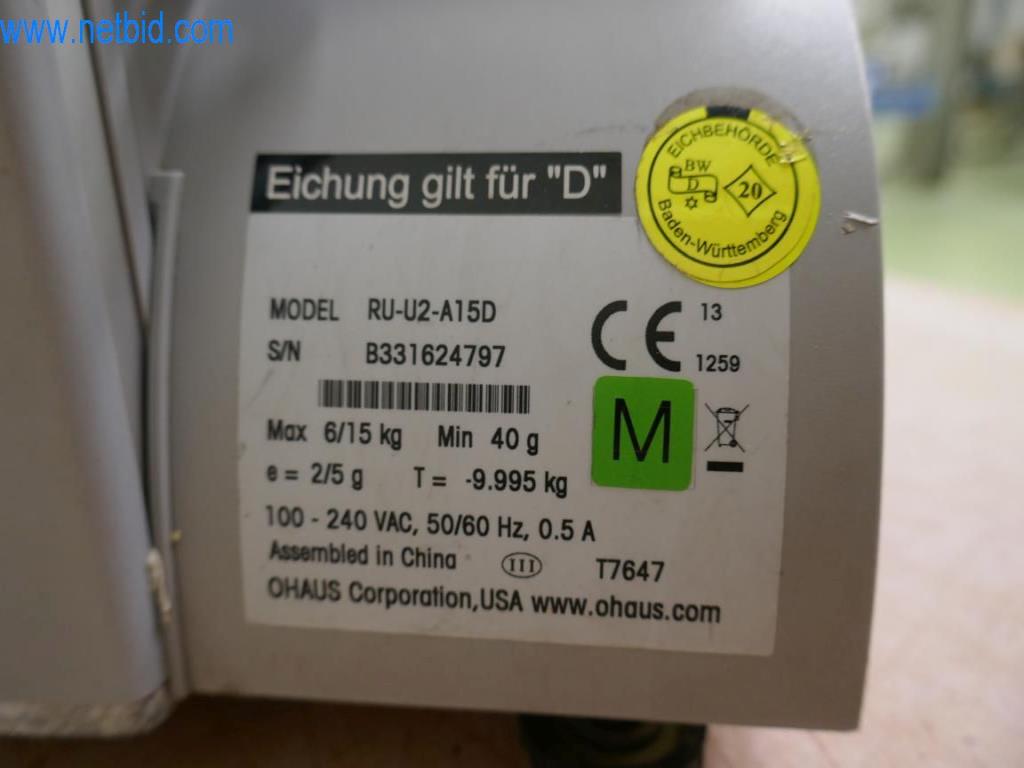 www.netbid.com
EICHBEHÖRDE
BW
D
20
Baden-Württemberg
Eichung gilt für "D"
MODEL RU-U2-A15D
CE 13
S/N B331624797
1259
Max 6/15 kg Min 40 g
M
e = 2/5 g T = -9.995 kg
100 - 240 VAC, 50/60 Hz, 0.5 A
Assembled in China III T7647
OHAUS Corporation,USA www.ohaus.com